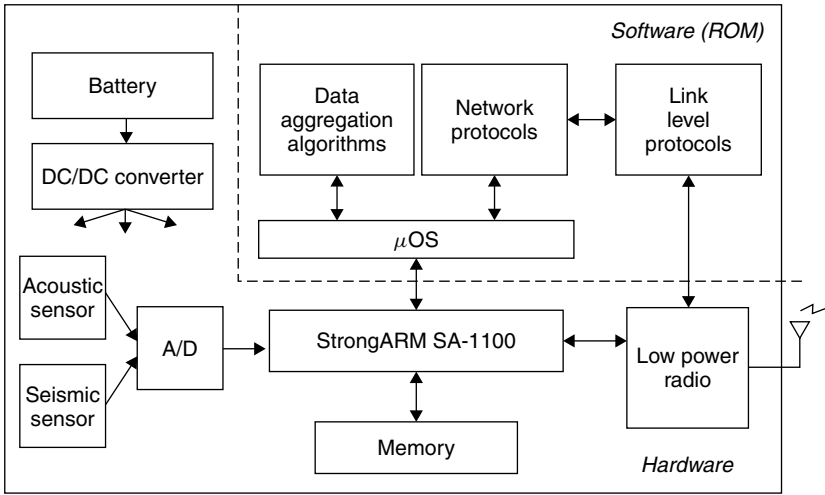 Software (ROM)
Battery
Data
aggregation
algorithms
Network
protocols
Link
level
protocols
DC/DC converter
μOS
Acoustic
sensor
A/D
StrongARM SA-1100
Low power
radio
Seismic
sensor
Memory
Hardware